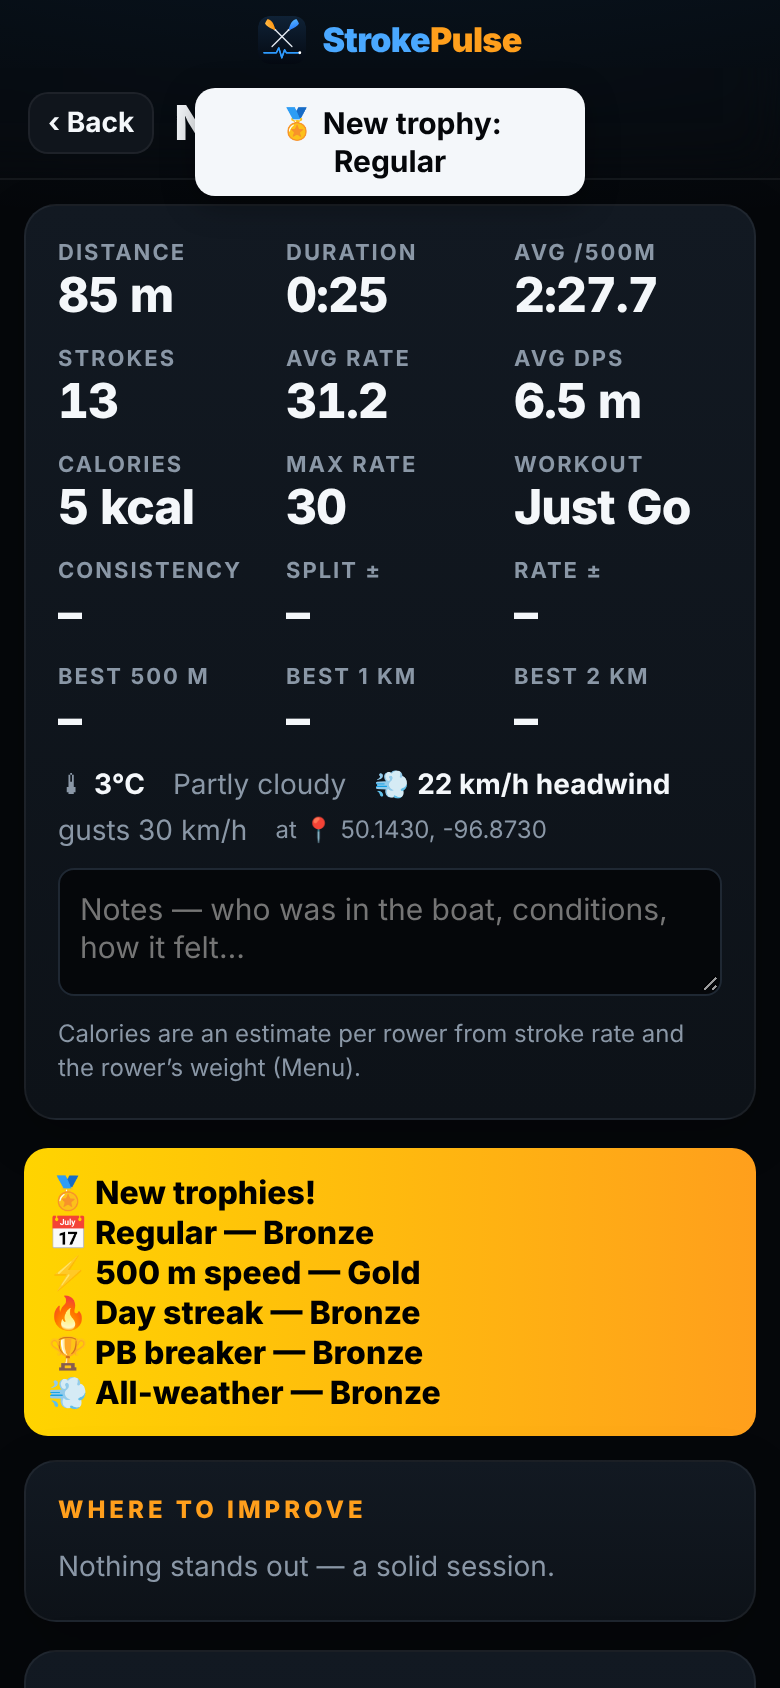 StrokePulse
‹ Back
N
🏅 New trophy:
Regular
DISTANCE DURATION AVG /500M
85 m 0:25 2:27.7
STROKES AVG RATE AVG DPS
13 31.2 6.5 m
CALORIES MAX RATE WORKOUT
5 kcal 30 Just Go
CONSISTENCY SPLIT ± RATE ±
– – –
BEST 500 M BEST 1 KM BEST 2 KM
– – –
🌡 3°C Partly cloudy 💨 22 km/h headwind
gusts 30 km/h at 📍 50.1430, -96.8730
Notes — who was in the boat, conditions,
how it felt…
Calories are an estimate per rower from stroke rate and
the rower’s weight (Menu).
🏅 New trophies!
📅 Regular — Bronze
⚡ 500 m speed — Gold
🔥 Day streak — Bronze
🏆 PB breaker — Bronze
💨 All-weather — Bronze
WHERE TO IMPROVE
Nothing stands out — a solid session.